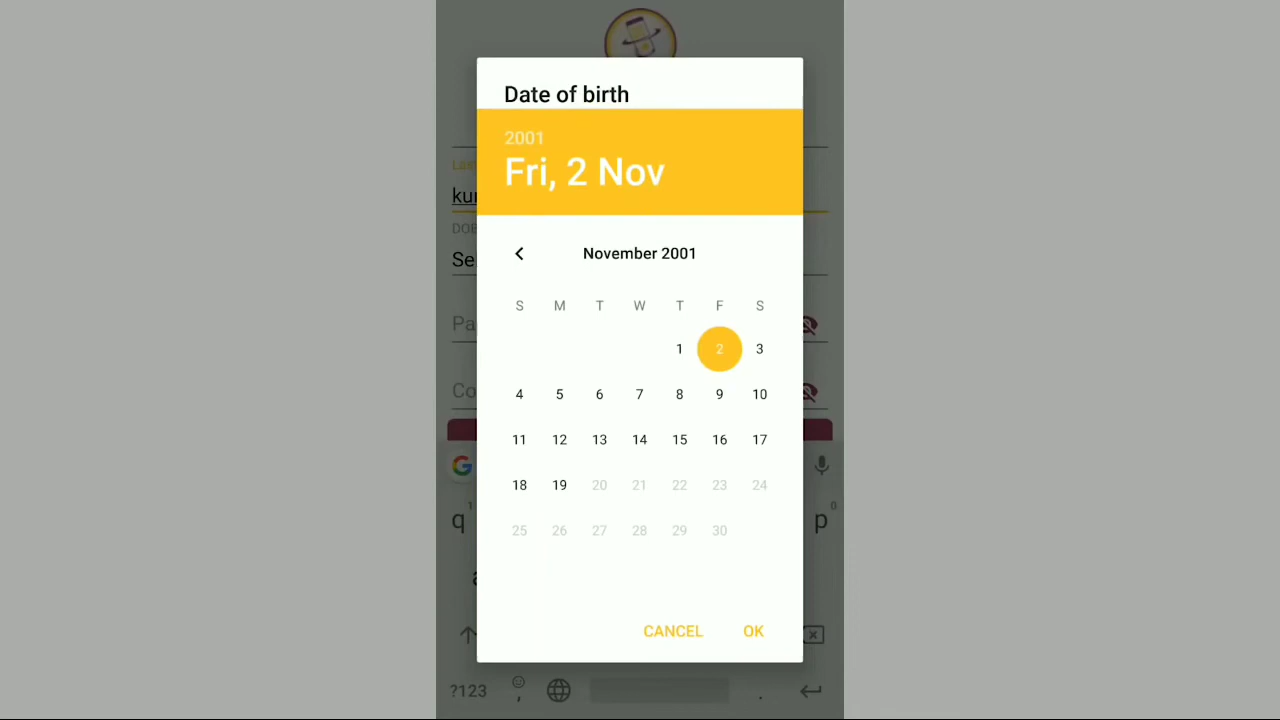 Date of birth
2001
Fri, 2 Nov
November 2001
S M T W T F S
1 2 3
4 5 6 7 8 9 10
11 12 13 14 15 16 17
18 19 20 21 22 23 24
25 26 27 28 29 30
CANCEL OK
q 1 p 0
?123 , .